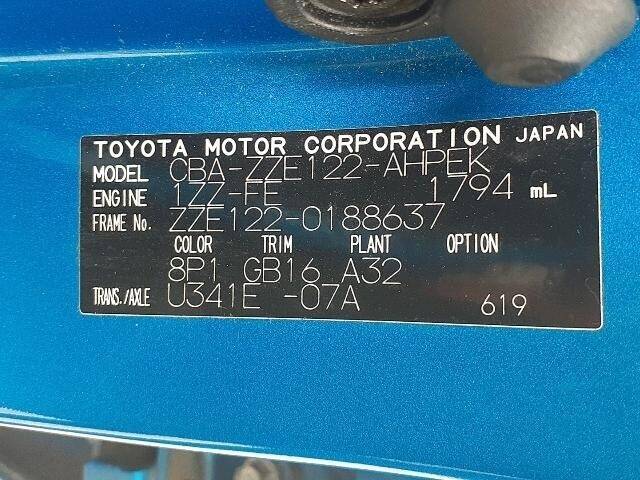 TOYOTA MOTOR CORPORATION JAPAN
MODEL CBA-ZZE122-AHPEK
ENGINE 1ZZ-FE 1794 mL
FRAME No. ZZE122-0188637
COLOR TRIM PLANT OPTION
8P1 GB16 A32
TRANS./AXLE U341E -07A 619